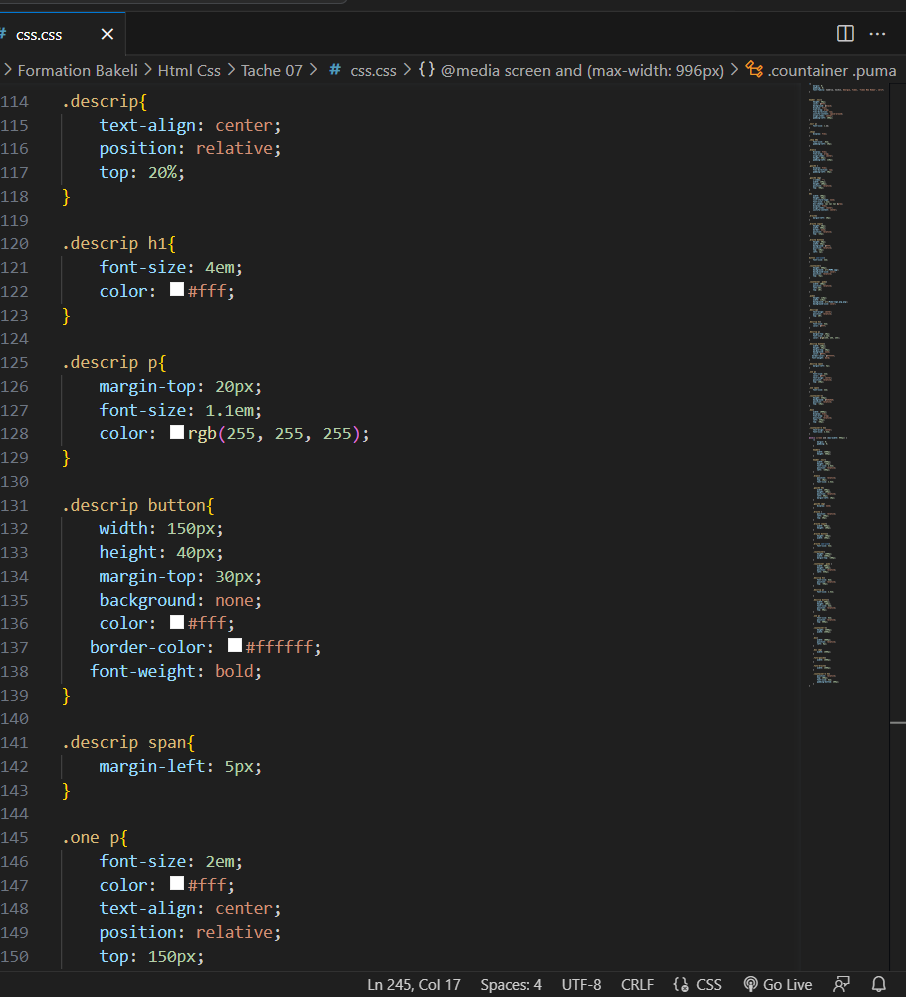 # css.css ×
Formation Bakeli > Html Css > Tache 07 > # css.css > {} @media screen and (max-width: 996px) > .countainer .puma
114 .descrip{
115 text-align: center;
116 position: relative;
117 top: 20%;
118 }
119
120 .descrip h1{
121 font-size: 4em;
122 color: #fff;
123 }
124
125 .descrip p{
126 margin-top: 20px;
127 font-size: 1.1em;
128 color: rgb(255, 255, 255);
129 }
130
131 .descrip button{
132 width: 150px;
133 height: 40px;
134 margin-top: 30px;
135 background: none;
136 color: #fff;
137 border-color: #ffffff;
138 font-weight: bold;
139 }
140
141 .descrip span{
142 margin-left: 5px;
143 }
144
145 .one p{
146 font-size: 2em;
147 color: #fff;
148 text-align: center;
149 position: relative;
150 top: 150px;
Ln 245, Col 17 Spaces: 4 UTF-8 CRLF {} CSS Go Live